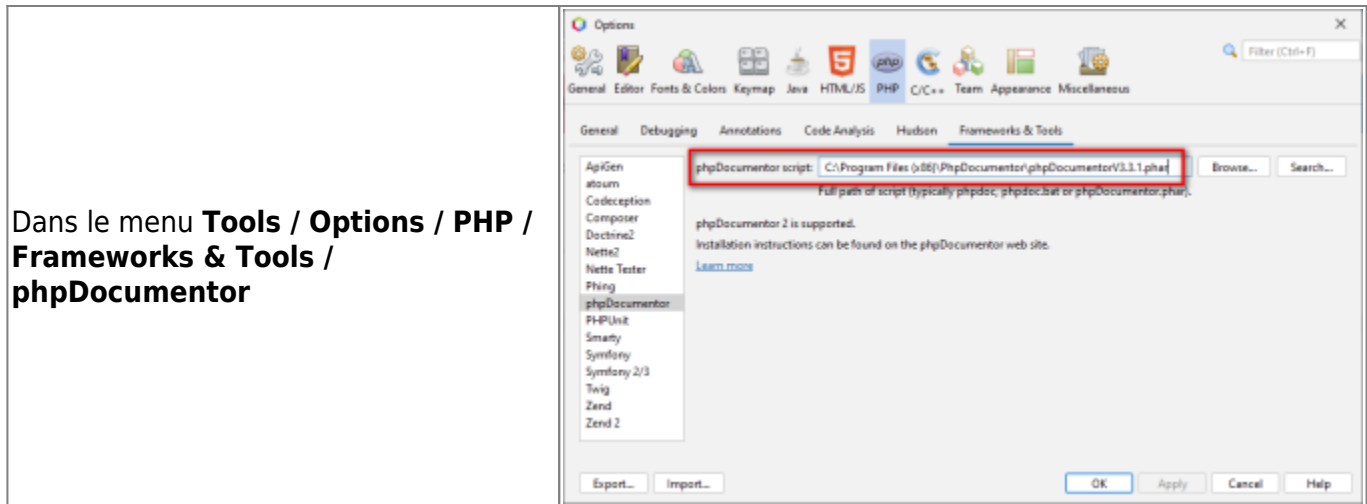 Dans le menu Tools / Options / PHP /
Frameworks & Tools /
phpDocumentor
Options
Filter (Ctrl+F)
General Editor Fonts & Colors Keymap Java HTML/JS PHP C/C++ Team Appearance Miscellaneous
General Debugging Annotations Code Analysis Hudson Frameworks & Tools
ApiGen
atoum
Codeception
Composer
Doctrine2
Nette2
Nette Tester
Phing
phpDocumentor
PHPUnit
Smarty
Symfony
Symfony 2/3
Twig
Zend
Zend 2
phpDocumentor script: C:\Program Files (x86)\PhpDocumentor\phpDocumentorV3.3.1.phar Browse... Search...
Full path of script (typically phpdoc, phpdoc.bat or phpDocumentor.phar).
phpDocumentor 2 is supported.
Installation instructions can be found on the phpDocumentor web site.
Learn more
Export... Import... OK Apply Cancel Help